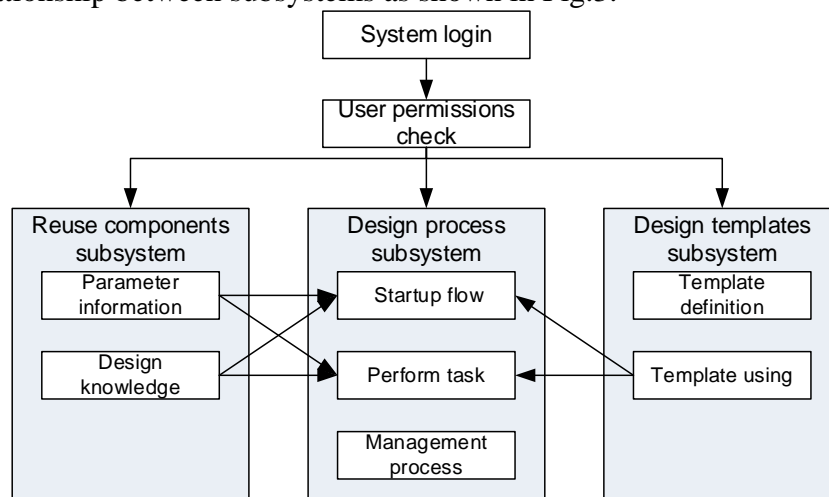 tionship between subsystems as shown in Fig.3.
System login
User permissions
check
Reuse components
subsystem
Parameter
information
Design
knowledge
Design process
subsystem
Startup flow
Perform task
Management
process
Design templates
subsystem
Template
definition
Template using